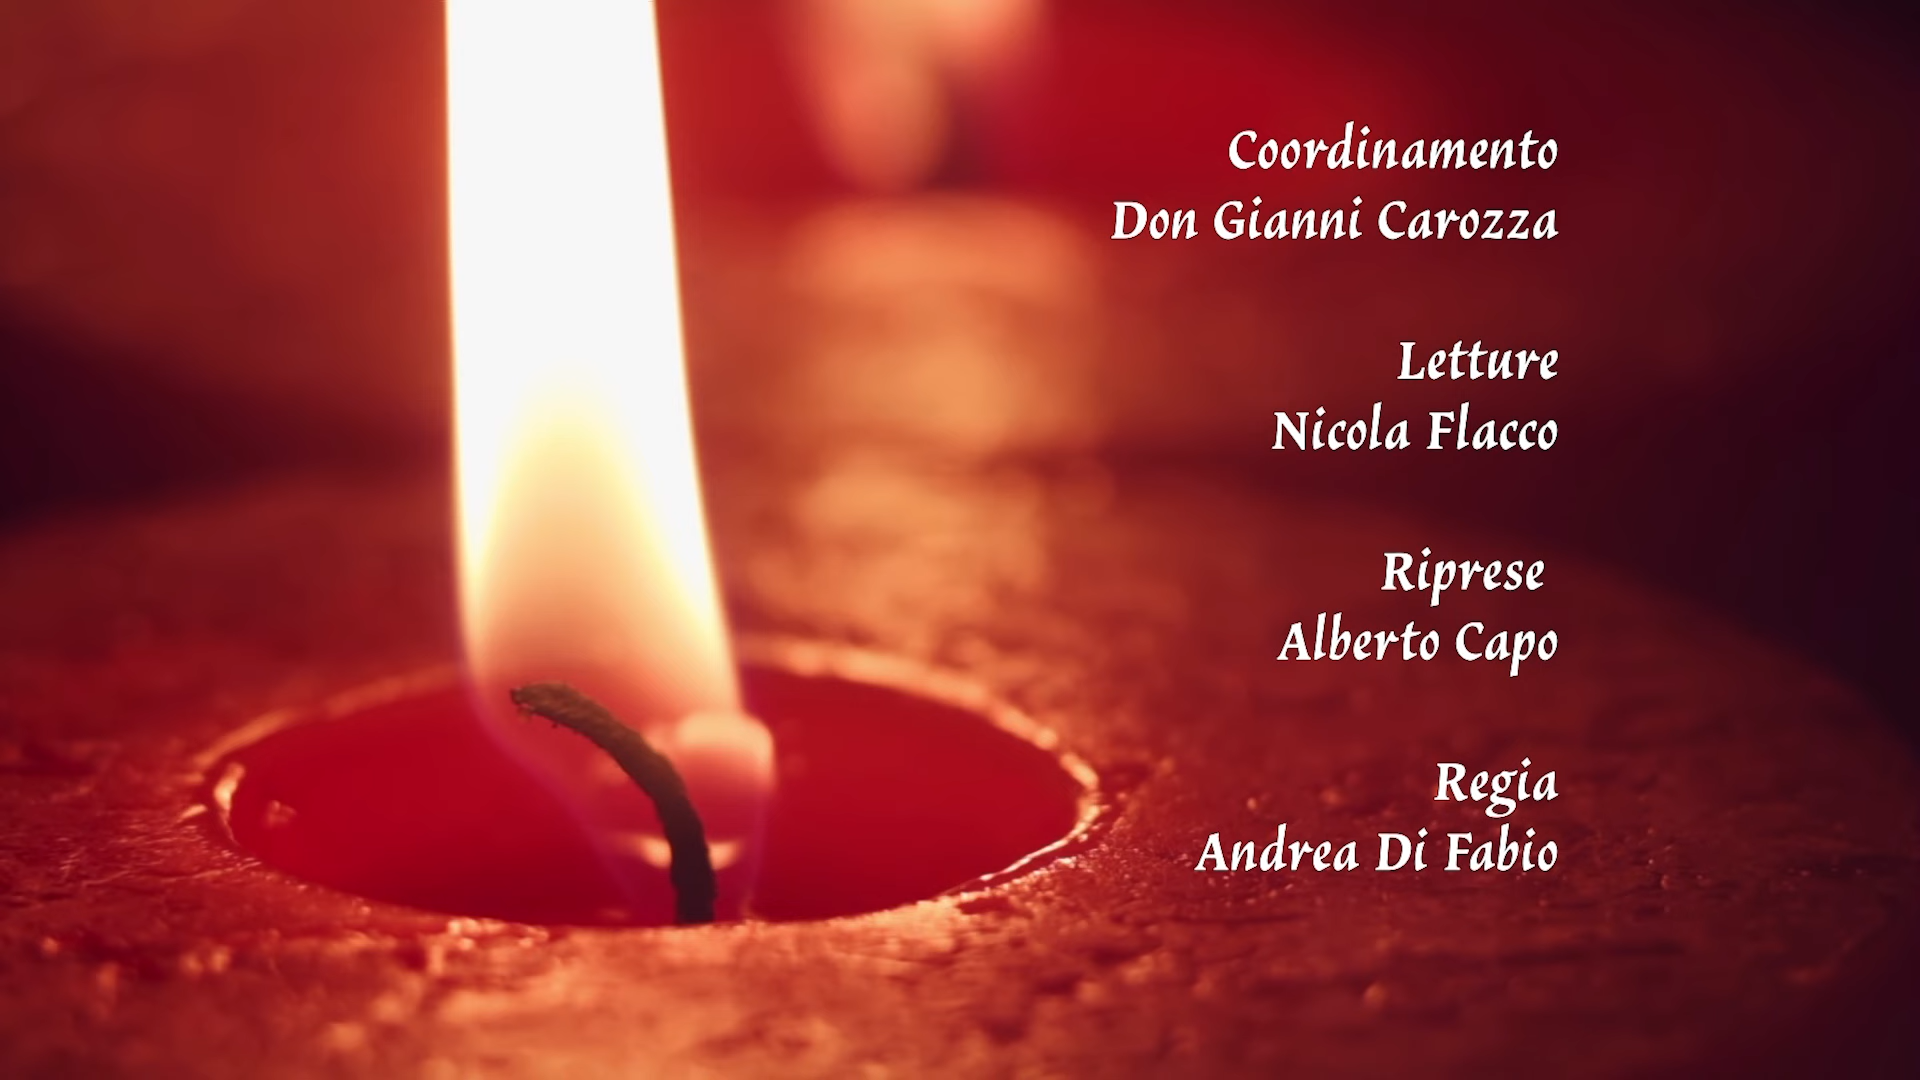 Coordinamento
Don Gianni Carozza
Letture
Nicola Flacco
Riprese
Alberto Capo
Regia
Andrea Di Fabio